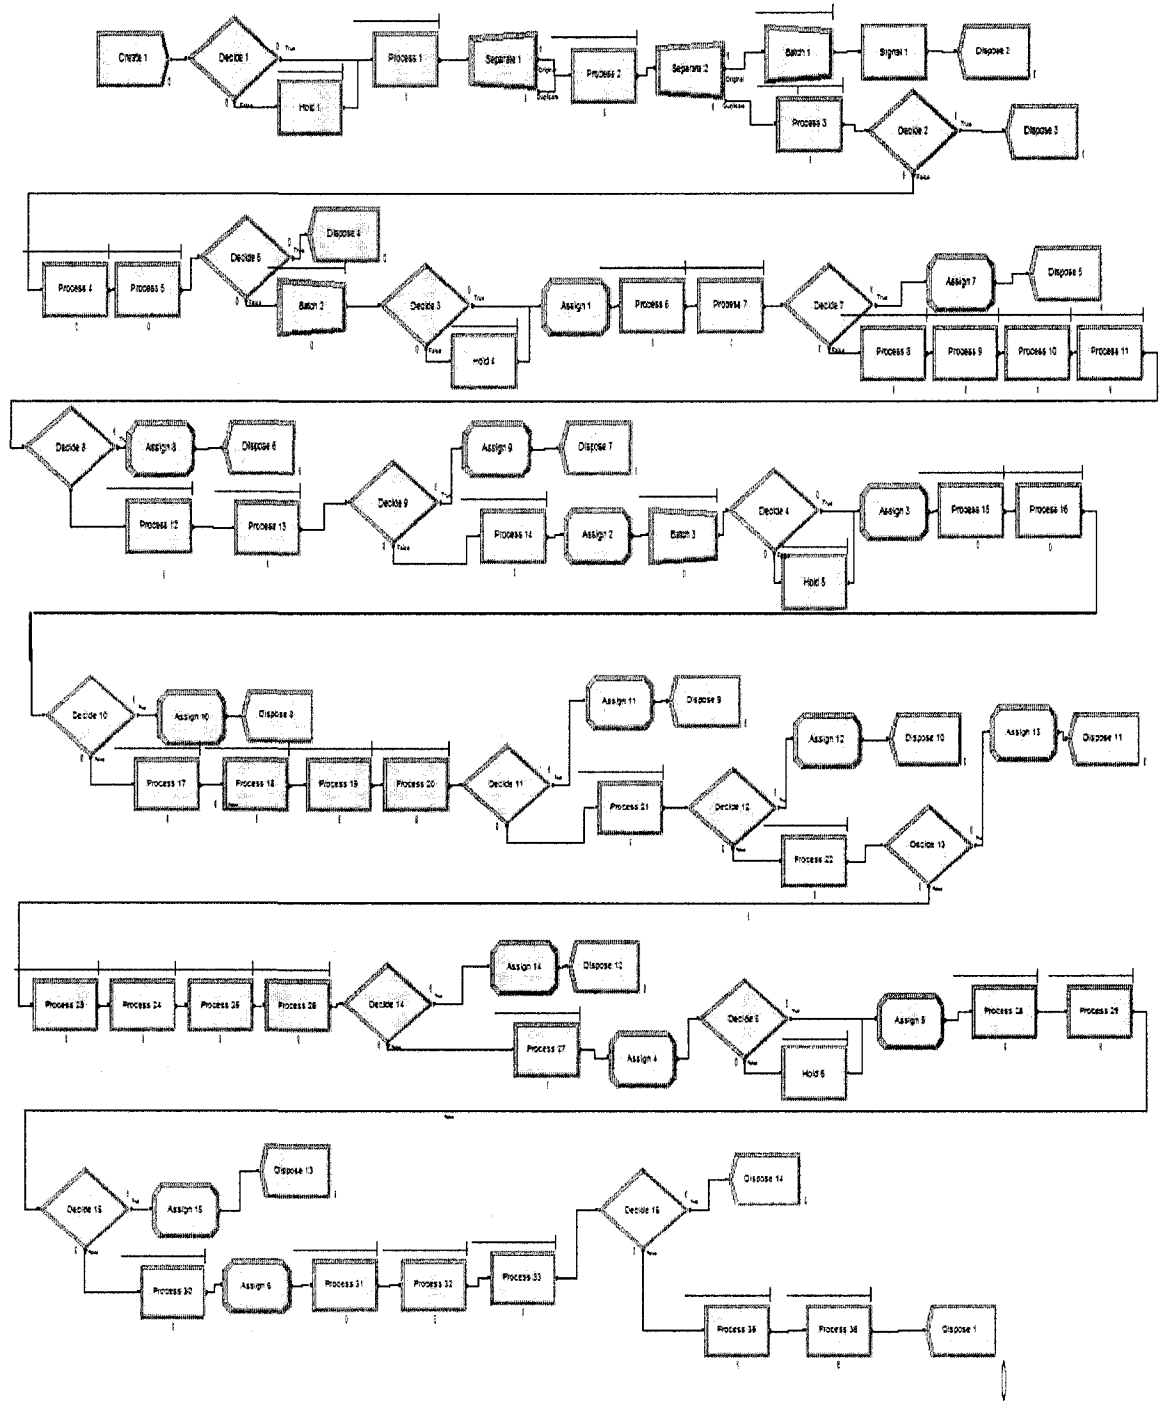 Create 1
Decide 1
True
False
Hold 1
Process 1
Separate 1
Original
Duplicate
Process 2
Separate 2
Original
Duplicate
Batch 1
Signal 1
Dispose 2
Process 3
Decide 2
True
False
Dispose 3
Process 4
Process 5
Decide 6
True
False
Dispose 4
Batch 2
Decide 3
True
False
Hold 4
Assign 1
Process 6
Process 7
Decide 7
True
False
Assign 7
Dispose 5
Process 8
Process 9
Process 10
Process 11
Decide 8
Assign 8
Dispose 6
Process 12
Process 13
Decide 9
True
False
Assign 9
Dispose 7
Process 14
Assign 2
Batch 3
Decide 4
True
Hold 5
Assign 3
Process 15
Process 16
Decide 10
True
False
Assign 10
Dispose 8
Process 17
Process 18
Process 19
Process 20
Decide 11
True
Assign 11
Dispose 9
Process 21
Decide 12
True
False
Assign 12
Dispose 10
Process 22
Decide 13
True
False
Assign 13
Dispose 11
Process 23
Process 24
Process 25
Process 26
Decide 14
True
False
Assign 14
Dispose 12
Process 27
Assign 4
Decide 5
True
False
Hold 6
Assign 5
Process 28
Process 29
Decide 15
True
False
Assign 15
Dispose 13
Process 30
Assign 6
Process 31
Process 32
Process 33
Decide 16
True
False
Dispose 14
Process 35
Process 36
Dispose 1